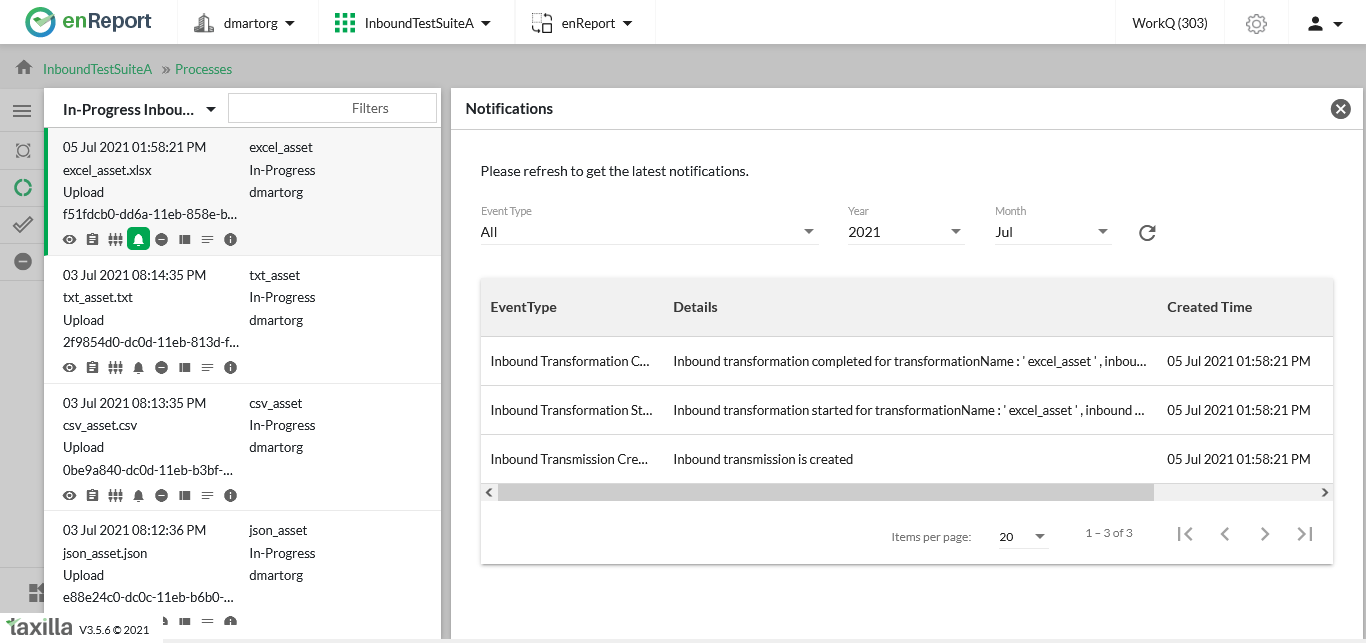 enReport dmartorg InboundTestSuiteA enReport WorkQ (303)
InboundTestSuiteA » Processes
In-Progress Inbou... Filters
05 Jul 2021 01:58:21 PM excel_asset
excel_asset.xlsx In-Progress
Upload dmartorg
f51fdcb0-dd6a-11eb-858e-b...
03 Jul 2021 08:14:35 PM txt_asset
txt_asset.txt In-Progress
Upload dmartorg
2f9854d0-dc0d-11eb-813d-f...
03 Jul 2021 08:13:35 PM csv_asset
csv_asset.csv In-Progress
Upload dmartorg
0be9a840-dc0d-11eb-b3bf-...
03 Jul 2021 08:12:36 PM json_asset
json_asset.json In-Progress
Upload dmartorg
e88e24c0-dc0c-11eb-b6b0-...
taxilla V3.5.6 © 2021
Notifications
Please refresh to get the latest notifications.
Event Type Year Month
All 2021 Jul
EventType Details Created Time
Inbound Transformation C... Inbound transformation completed for transformationName : ' excel_asset ' , inbou... 05 Jul 2021 01:58:21 PM
Inbound Transformation St... Inbound transformation started for transformationName : ' excel_asset ' , inbound ... 05 Jul 2021 01:58:21 PM
Inbound Transmission Cre... Inbound transmission is created 05 Jul 2021 01:58:21 PM
Items per page: 20 1 – 3 of 3